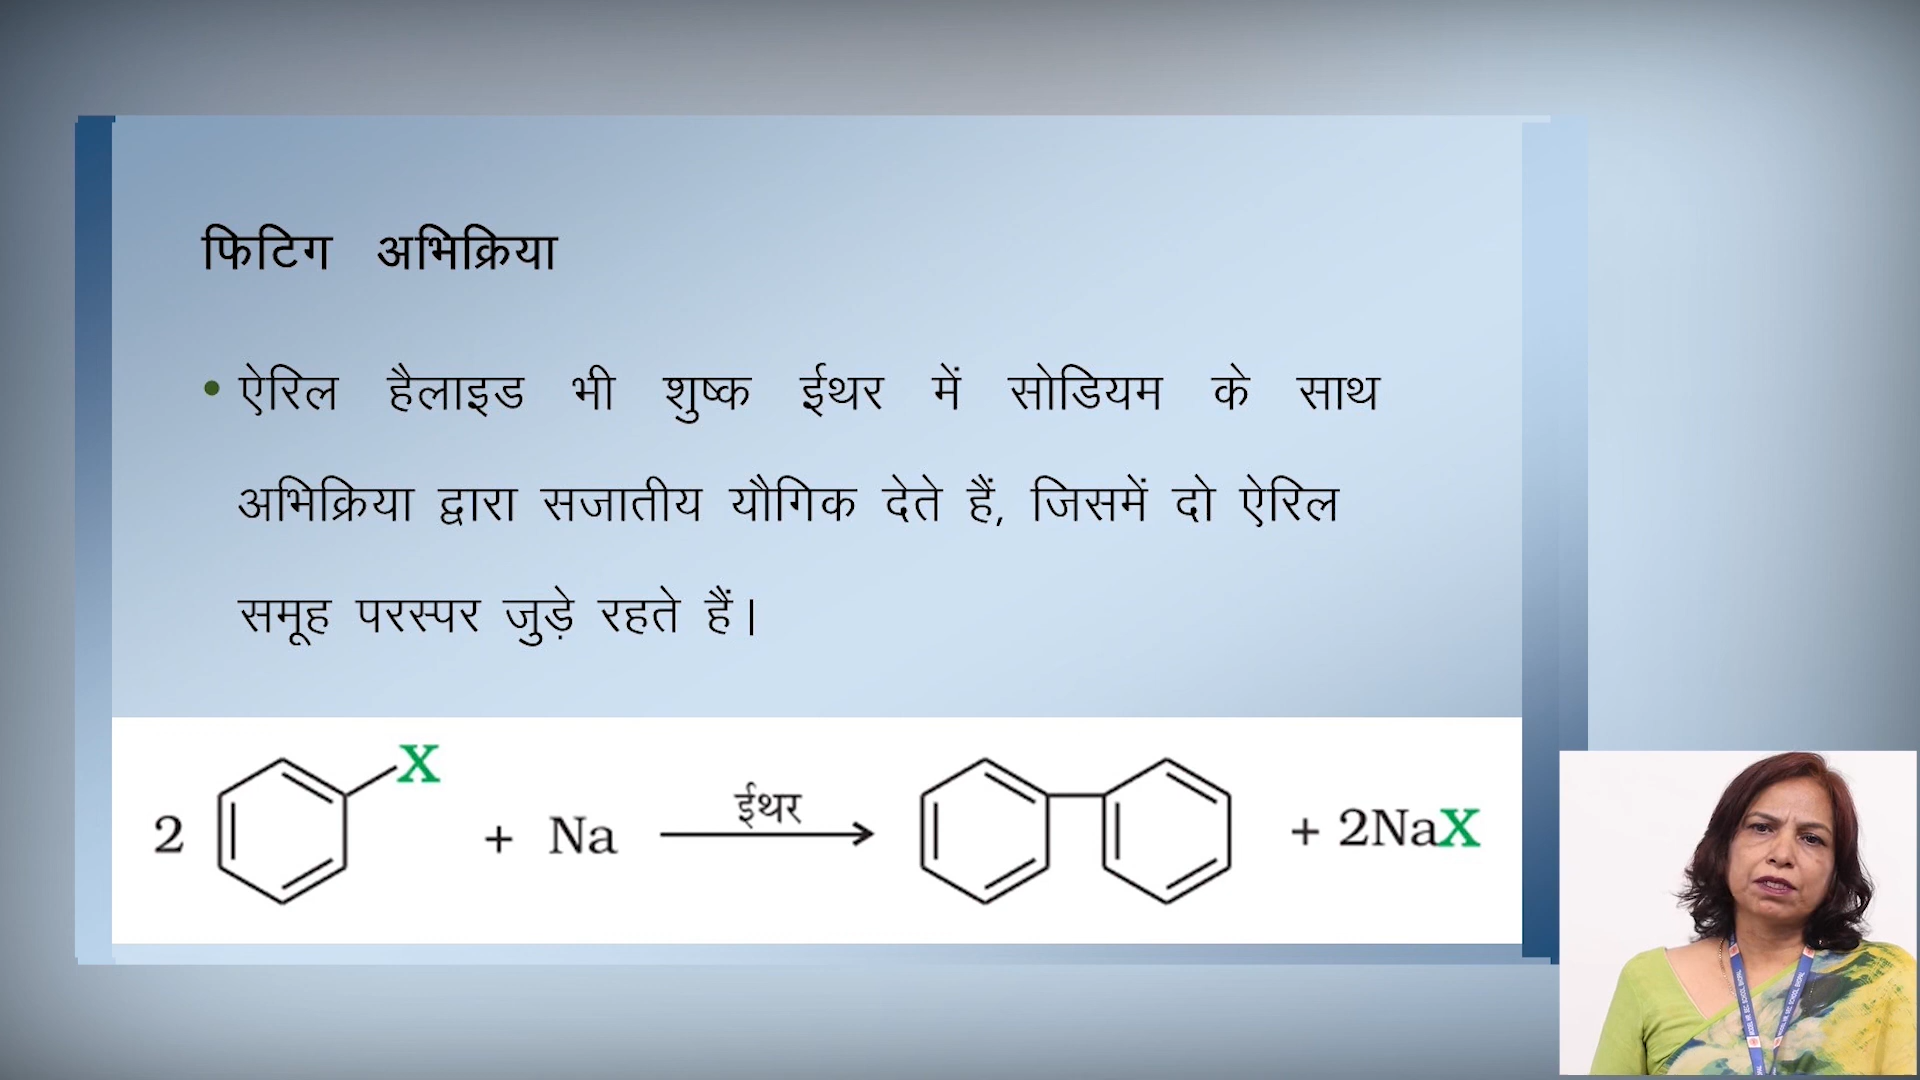 फिटिग अभिक्रिया
• ऐरिल हैलाइड भी शुष्क ईथर में सोडियम के साथ
अभिक्रिया द्वारा सजातीय यौगिक देते हैं, जिसमें दो ऐरिल
समूह परस्पर जुड़े रहते हैं।
X
ईथर
2 + Na + 2NaX